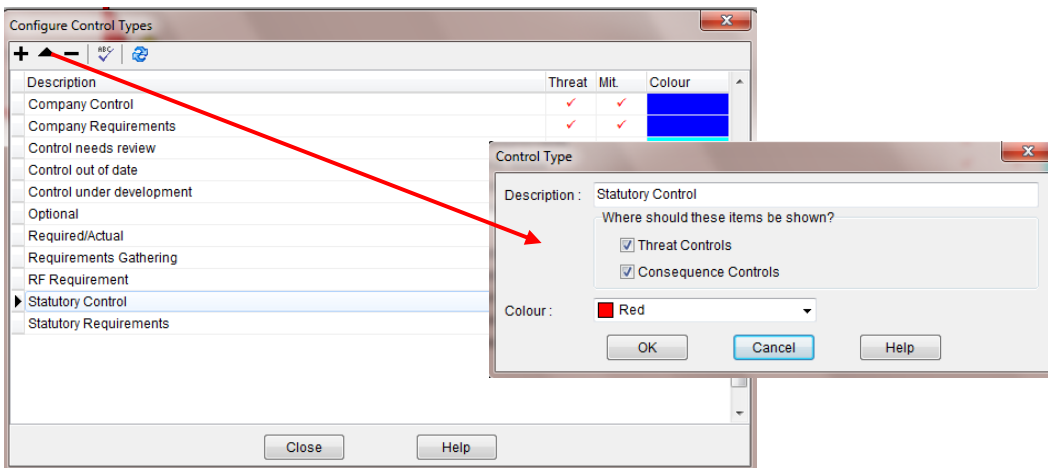 Configure Control Types
ABC
Description Threat Mit. Colour
Company Control
Company Requirements
Control needs review
Control out of date
Control under development
Optional
Required/Actual
Requirements Gathering
RF Requirement
Statutory Control
Statutory Requirements
Close Help
Control Type
Description : Statutory Control
Where should these items be shown?
Threat Controls
Consequence Controls
Colour : Red
OK Cancel Help